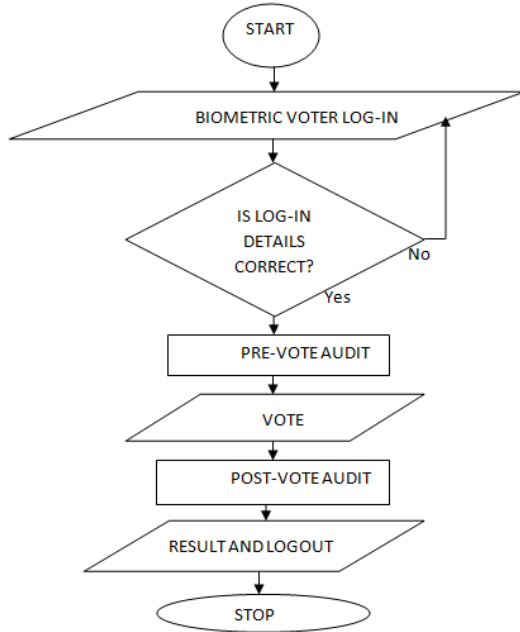 START
BIOMETRIC VOTER LOG-IN
IS LOG-IN
DETAILS
CORRECT?
No
Yes
PRE-VOTE AUDIT
VOTE
POST-VOTE AUDIT
RESULT AND LOGOUT
STOP